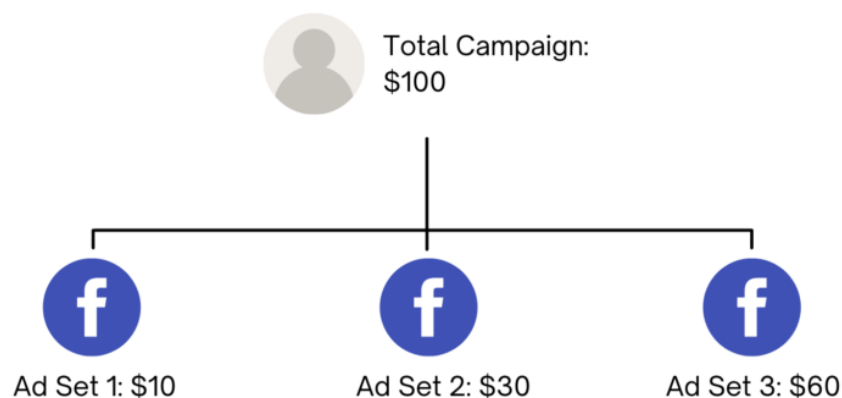 Total Campaign:
$100
Ad Set 1: $10
Ad Set 2: $30
Ad Set 3: $60